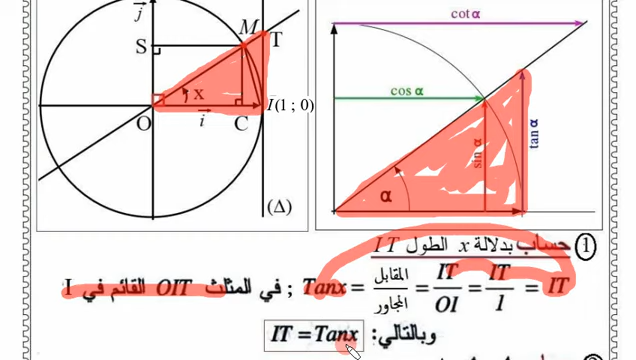 j
cot α
M
T
S
cos α
x
sin α
tan α
O
i
C
I(1 ; 0)
α
(Δ)
① حساب بدلالة x الطول IT
في المثلث OIT القائم في I ; Tanx = المقابل / المجاور = IT / OI = IT / 1 = IT
وبالتالي: IT = Tanx